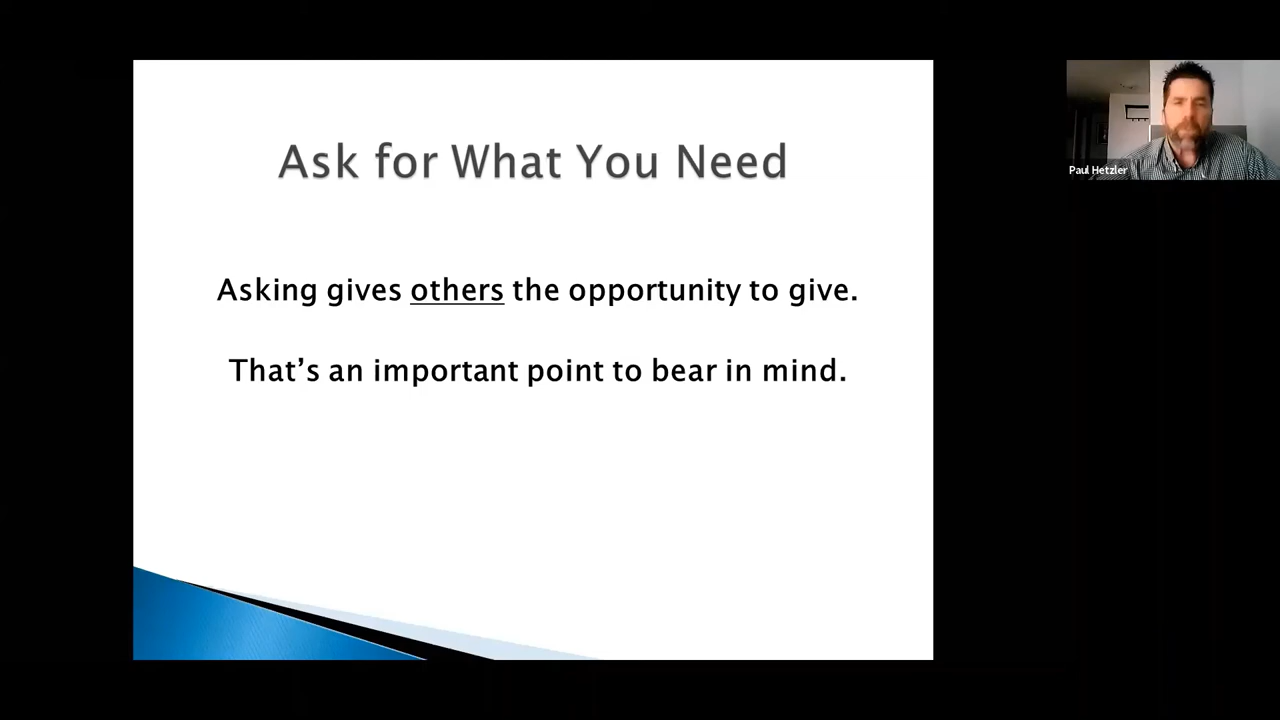 Ask for What You Need
Asking gives others the opportunity to give.
That’s an important point to bear in mind.
Paul Hetzler